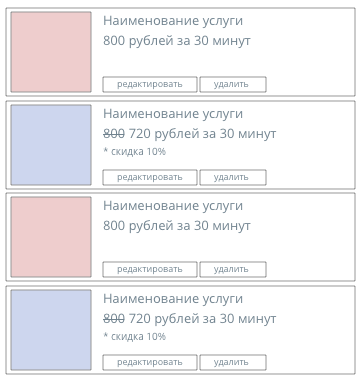 Наименование услуги
800 рублей за 30 минут
редактировать удалить
Наименование услуги
800 720 рублей за 30 минут
* скидка 10%
редактировать удалить
Наименование услуги
800 рублей за 30 минут
редактировать удалить
Наименование услуги
800 720 рублей за 30 минут
* скидка 10%
редактировать удалить